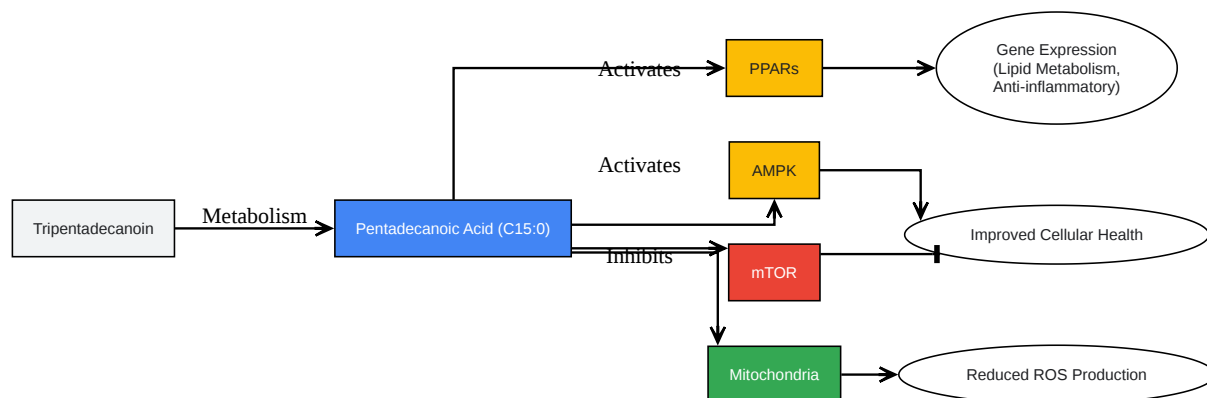 Gene Expression
(Lipid Metabolism,
Anti-inflammatory)
Activates
PPARs
Activates
AMPK
Tripentadecanoin
Metabolism
Pentadecanoic Acid (C15:0)
Improved Cellular Health
Inhibits
mTOR
Mitochondria
Reduced ROS Production